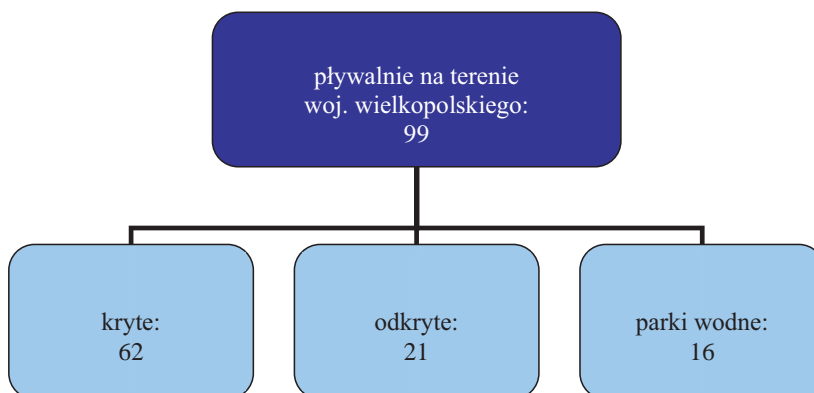 pływalnie na terenie
woj. wielkopolskiego:
99
kryte:
62
odkryte:
21
parki wodne:
16